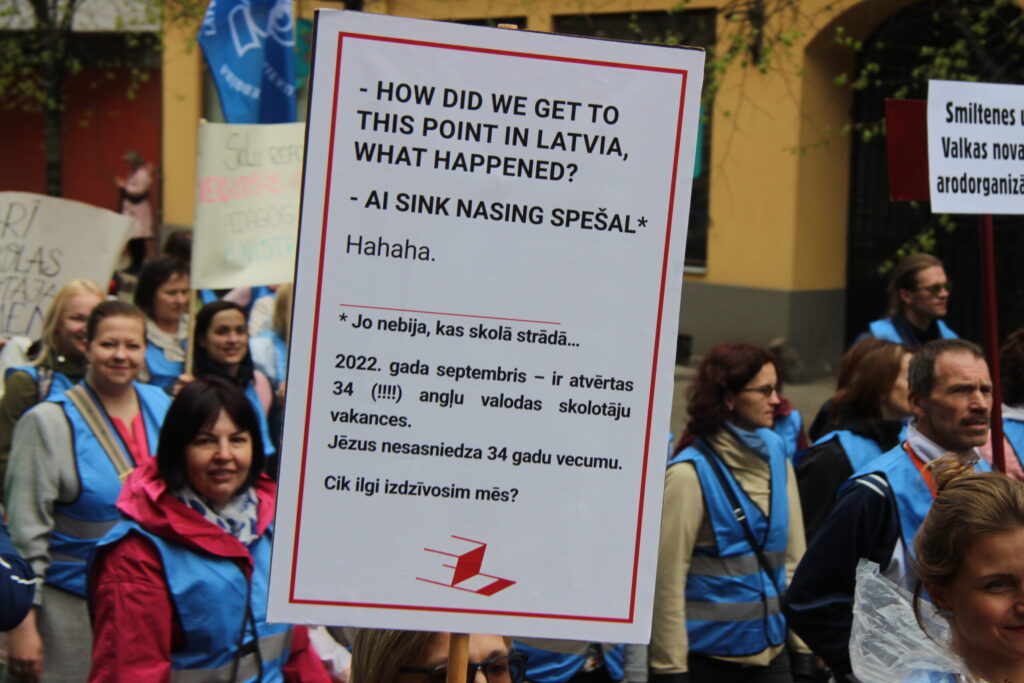 - HOW DID WE GET TO
THIS POINT IN LATVIA,
WHAT HAPPENED?
- AI SINK NASING SPEŠAL*
Hahaha.
* Jo nebija, kas skolā strādā...
2022. gada septembris – ir atvērtas
34 (!!!!) angļu valodas skolotāju
vakances.
Jēzus nesasniedza 34 gadu vecumu.
Cik ilgi izdzīvosim mēs?
Smiltenes u
Valkas nova
arodorganizā